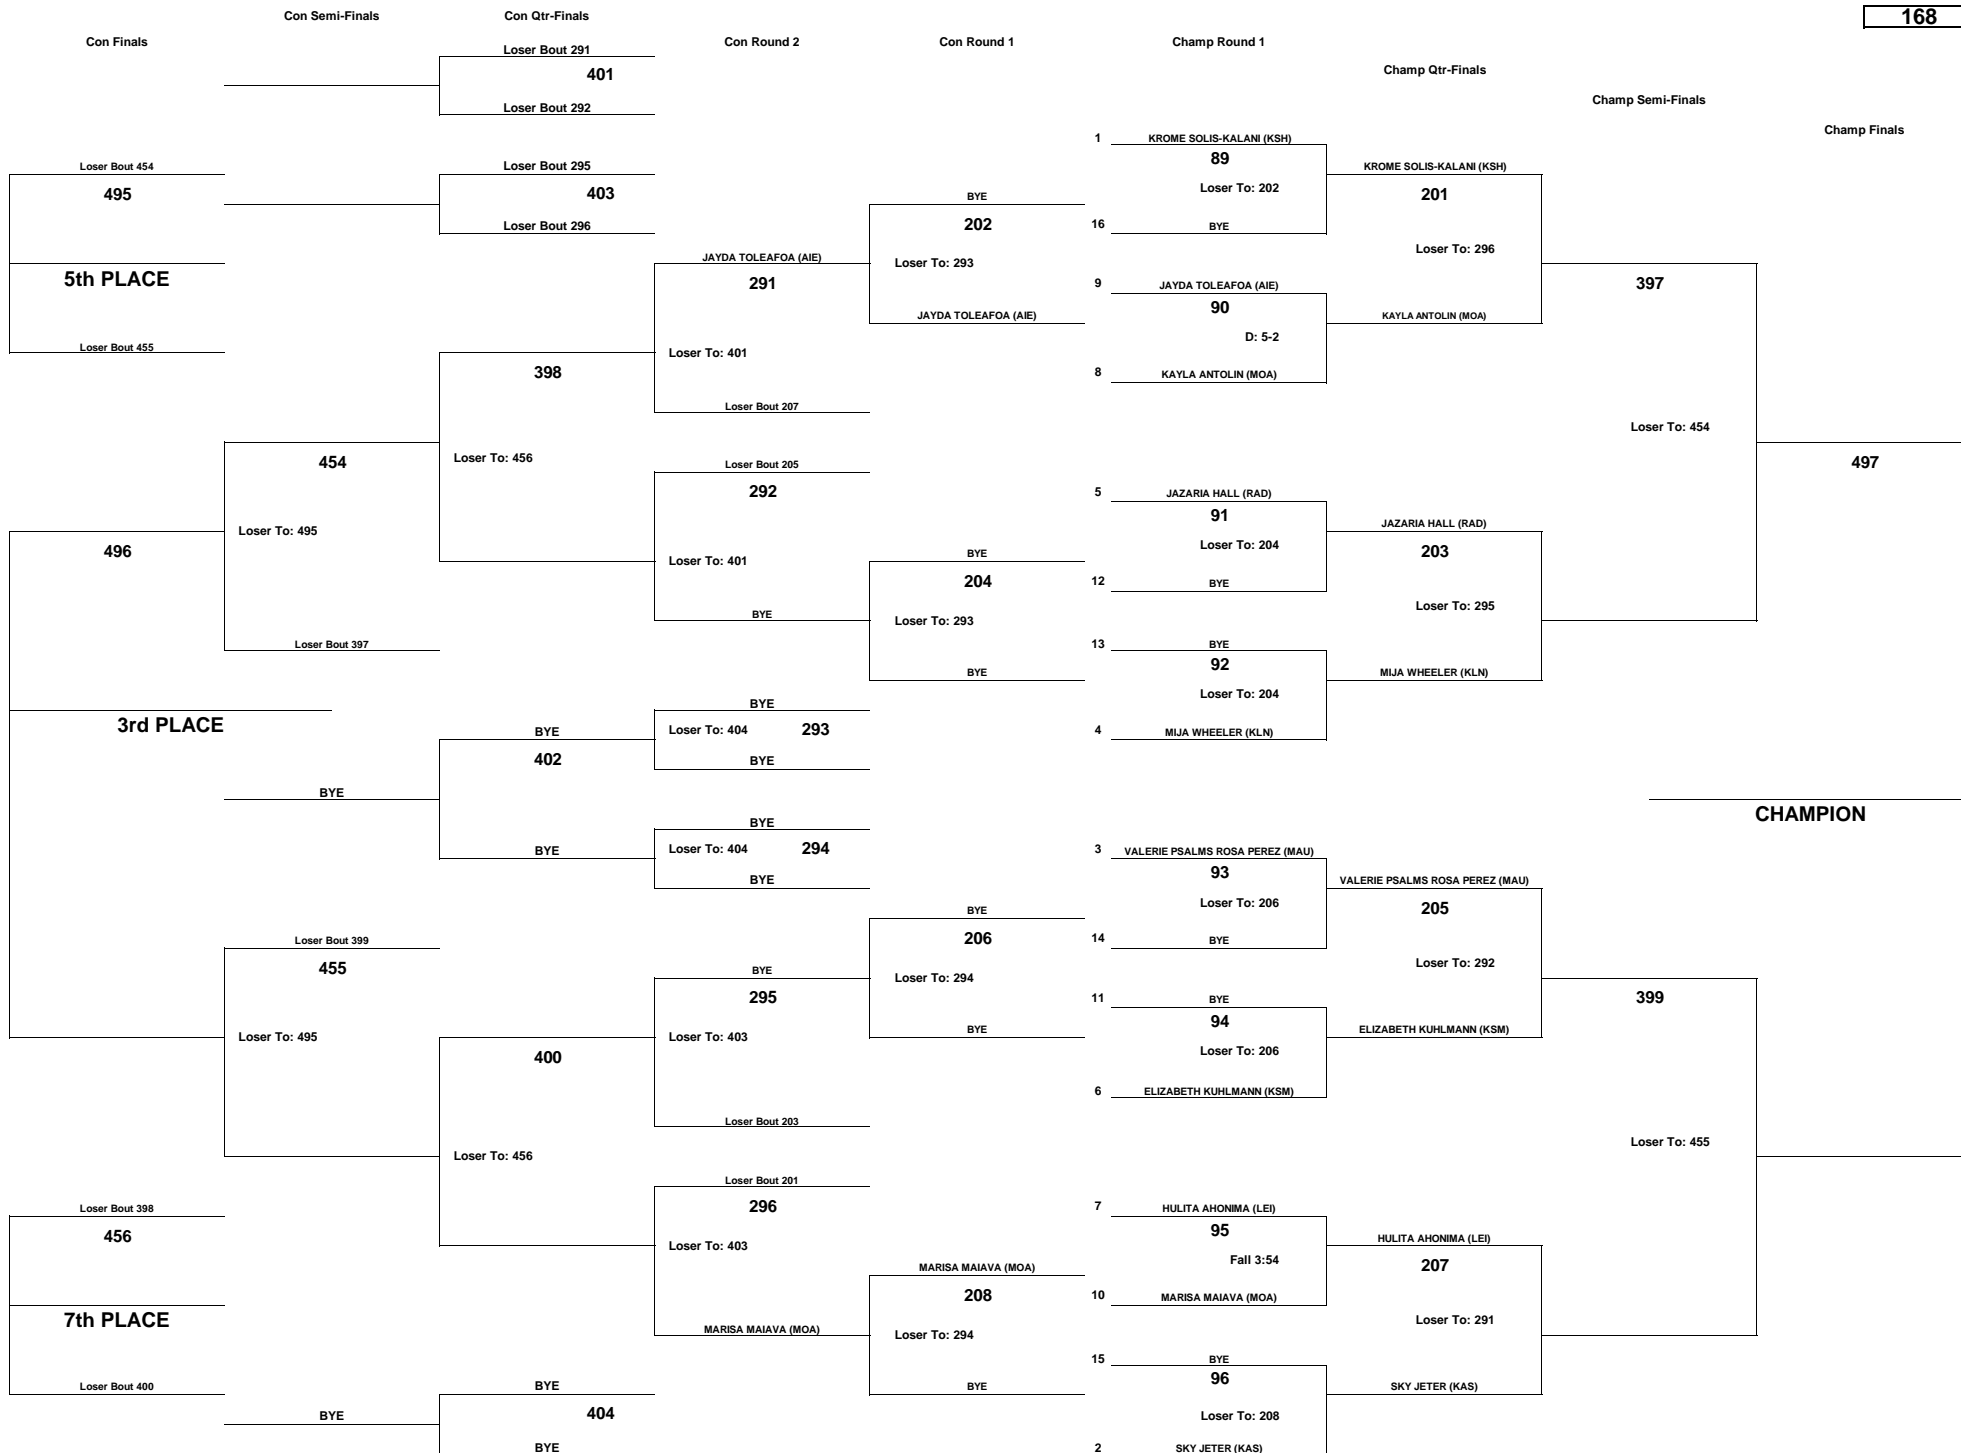 168
Con Semi-Finals
Con Qtr-Finals
Con Finals
Con Round 2
Con Round 1
Champ Round 1
Champ Qtr-Finals
Champ Semi-Finals
Champ Finals
Loser Bout 291
401
Loser Bout 292
Loser Bout 454
495
5th PLACE
Loser Bout 455
Loser Bout 295
403
Loser Bout 296
JAYDA TOLEAFOA (AIE)
291
Loser To: 401
Loser Bout 207
398
Loser To: 456
454
Loser To: 495
Loser Bout 397
496
3rd PLACE
Loser Bout 205
292
Loser To: 401
BYE
BYE
202
Loser To: 293
JAYDA TOLEAFOA (AIE)
BYE
204
Loser To: 293
BYE
BYE
Loser To: 404 293
BYE
BYE
402
BYE
BYE
BYE
Loser To: 404 294
BYE
1 KROME SOLIS-KALANI (KSH)
89
Loser To: 202
16 BYE
9 JAYDA TOLEAFOA (AIE)
90
D: 5-2
8 KAYLA ANTOLIN (MOA)
5 JAZARIA HALL (RAD)
91
Loser To: 204
12 BYE
13 BYE
92
Loser To: 204
4 MIJA WHEELER (KLN)
3 VALERIE PSALMS ROSA PEREZ (MAU)
93
Loser To: 206
14 BYE
11 BYE
94
Loser To: 206
6 ELIZABETH KUHLMANN (KSM)
7 HULITA AHONIMA (LEI)
95
Fall 3:54
10 MARISA MAIAVA (MOA)
15 BYE
96
Loser To: 208
2 SKY JETER (KAS)
KROME SOLIS-KALANI (KSH)
201
Loser To: 296
KAYLA ANTOLIN (MOA)
JAZARIA HALL (RAD)
203
Loser To: 295
MIJA WHEELER (KLN)
VALERIE PSALMS ROSA PEREZ (MAU)
205
Loser To: 292
ELIZABETH KUHLMANN (KSM)
HULITA AHONIMA (LEI)
207
Loser To: 291
SKY JETER (KAS)
397
Loser To: 454
399
Loser To: 455
497
CHAMPION
BYE
206
Loser To: 294
BYE
MARISA MAIAVA (MOA)
208
Loser To: 294
BYE
BYE
295
Loser To: 403
Loser Bout 203
Loser Bout 201
296
Loser To: 403
MARISA MAIAVA (MOA)
400
Loser To: 456
Loser Bout 399
455
Loser To: 495
Loser Bout 398
456
7th PLACE
Loser Bout 400
BYE
404
BYE
BYE